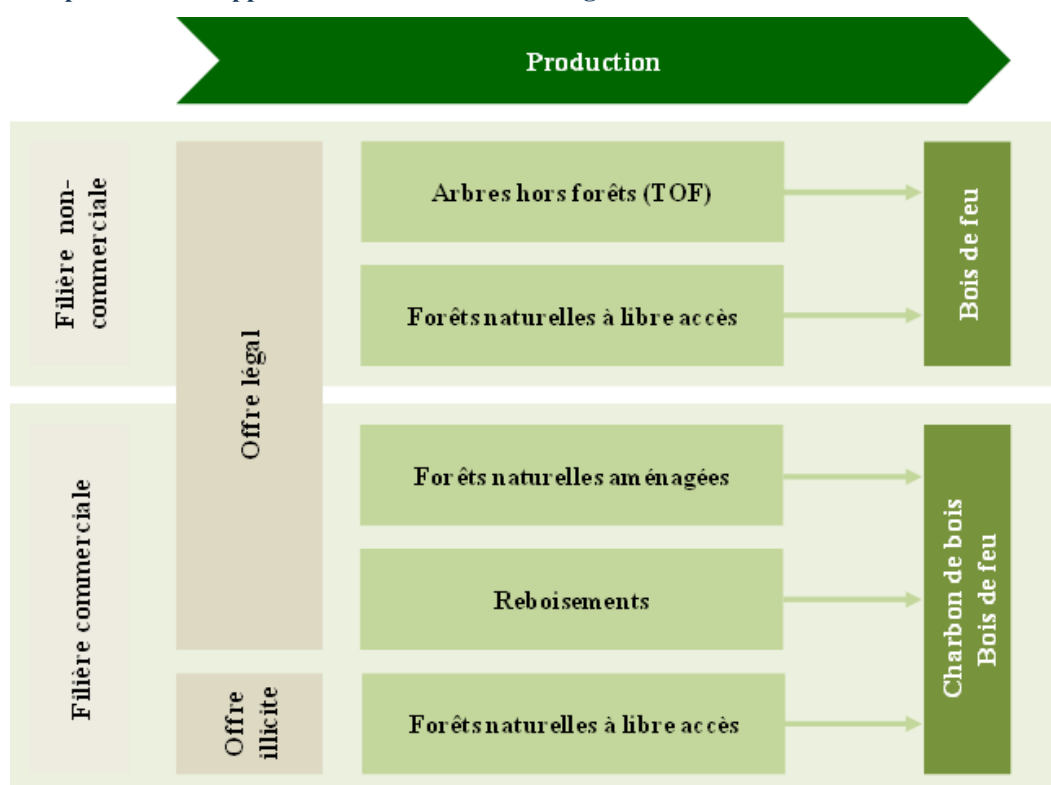 Production
Filière non-
commerciale
Offre légal
Arbres hors forêts (TOF)
Forêts naturelles à libre accès
Bois de feu
Filière commerciale
Forêts naturelles aménagées
Reboisements
Offre
illicite
Forêts naturelles à libre accès
Charbon de bois
Bois de feu